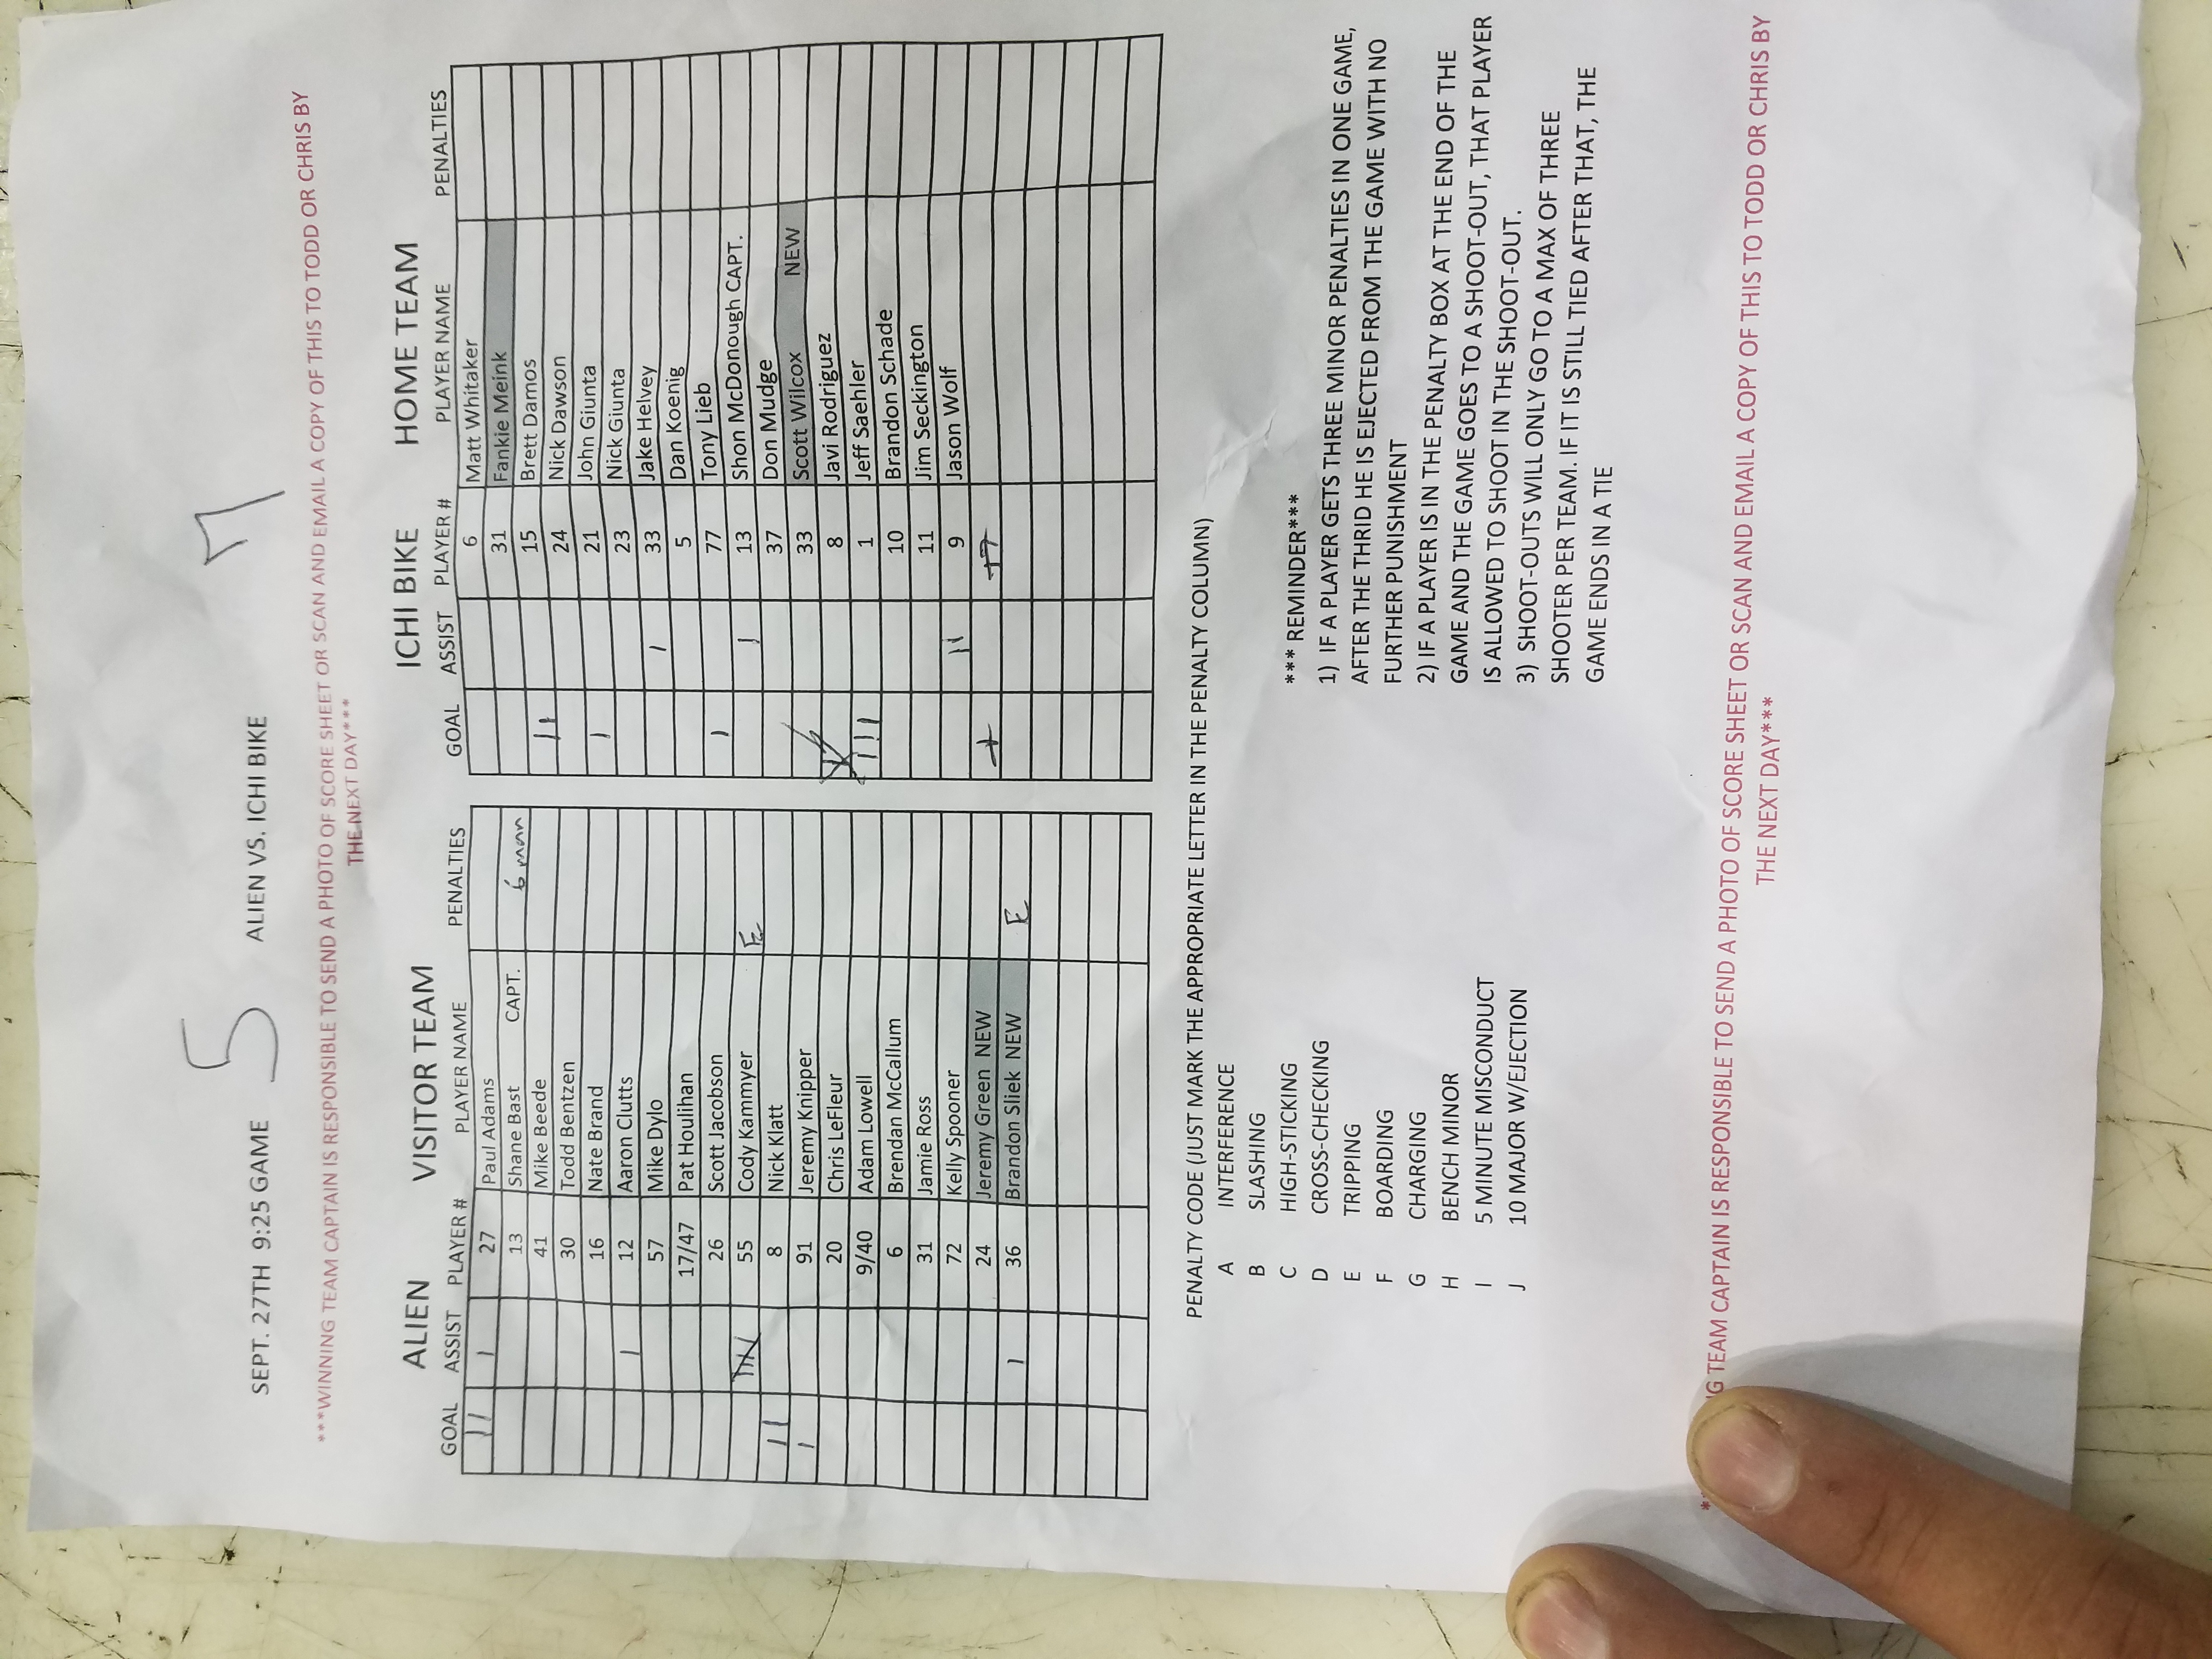 5 7
SEPT. 27TH 9:25 GAME ALIEN VS. ICHI BIKE
***WINNING TEAM CAPTAIN IS RESPONSIBLE TO SEND A PHOTO OF SCORE SHEET OR SCAN AND EMAIL A COPY OF THIS TO TODD OR CHRIS BY
THE NEXT DAY***
ALIEN VISITOR TEAM
GOAL ASSIST PLAYER # PLAYER NAME PENALTIES
11 1 27 Paul Adams
13 Shane Bast CAPT. 6 man
41 Mike Beede
30 Todd Bentzen
16 Nate Brand
1 12 Aaron Clutts
57 Mike Dylo
17/47 Pat Houlihan
26 Scott Jacobson
55 Cody Kammyer E
11 8 Nick Klatt
1 91 Jeremy Knipper
20 Chris LeFleur
9/40 Adam Lowell
6 Brendan McCallum
31 Jamie Ross
72 Kelly Spooner
24 Jeremy Green NEW
1 36 Brandon Sliek NEW E
ICHI BIKE HOME TEAM
GOAL ASSIST PLAYER # PLAYER NAME PENALTIES
6 Matt Whitaker
31 Fankie Meink
15 Brett Damos
11 24 Nick Dawson
1 21 John Giunta
23 Nick Giunta
1 33 Jake Helvey
5 Dan Koenig
1 77 Tony Lieb
1 13 Shon McDonough CAPT.
37 Don Mudge
33 Scott Wilcox NEW
8 Javi Rodriguez
111 1 Jeff Saehler
10 Brandon Schade
11 Jim Seckington
11 9 Jason Wolf
PENALTY CODE (JUST MARK THE APPROPRIATE LETTER IN THE PENALTY COLUMN)
A INTERFERENCE
B SLASHING
C HIGH-STICKING
D CROSS-CHECKING
E TRIPPING
F BOARDING
G CHARGING
H BENCH MINOR
I 5 MINUTE MISCONDUCT
J 10 MAJOR W/EJECTION
*** REMINDER***
1) IF A PLAYER GETS THREE MINOR PENALTIES IN ONE GAME,
AFTER THE THRID HE IS EJECTED FROM THE GAME WITH NO
FURTHER PUNISHMENT
2) IF A PLAYER IS IN THE PENALTY BOX AT THE END OF THE
GAME AND THE GAME GOES TO A SHOOT-OUT, THAT PLAYER
IS ALLOWED TO SHOOT IN THE SHOOT-OUT.
3) SHOOT-OUTS WILL ONLY GO TO A MAX OF THREE
SHOOTER PER TEAM. IF IT IS STILL TIED AFTER THAT, THE
GAME ENDS IN A TIE
TEAM CAPTAIN IS RESPONSIBLE TO SEND A PHOTO OF SCORE SHEET OR SCAN AND EMAIL A COPY OF THIS TO TODD OR CHRIS BY
THE NEXT DAY***